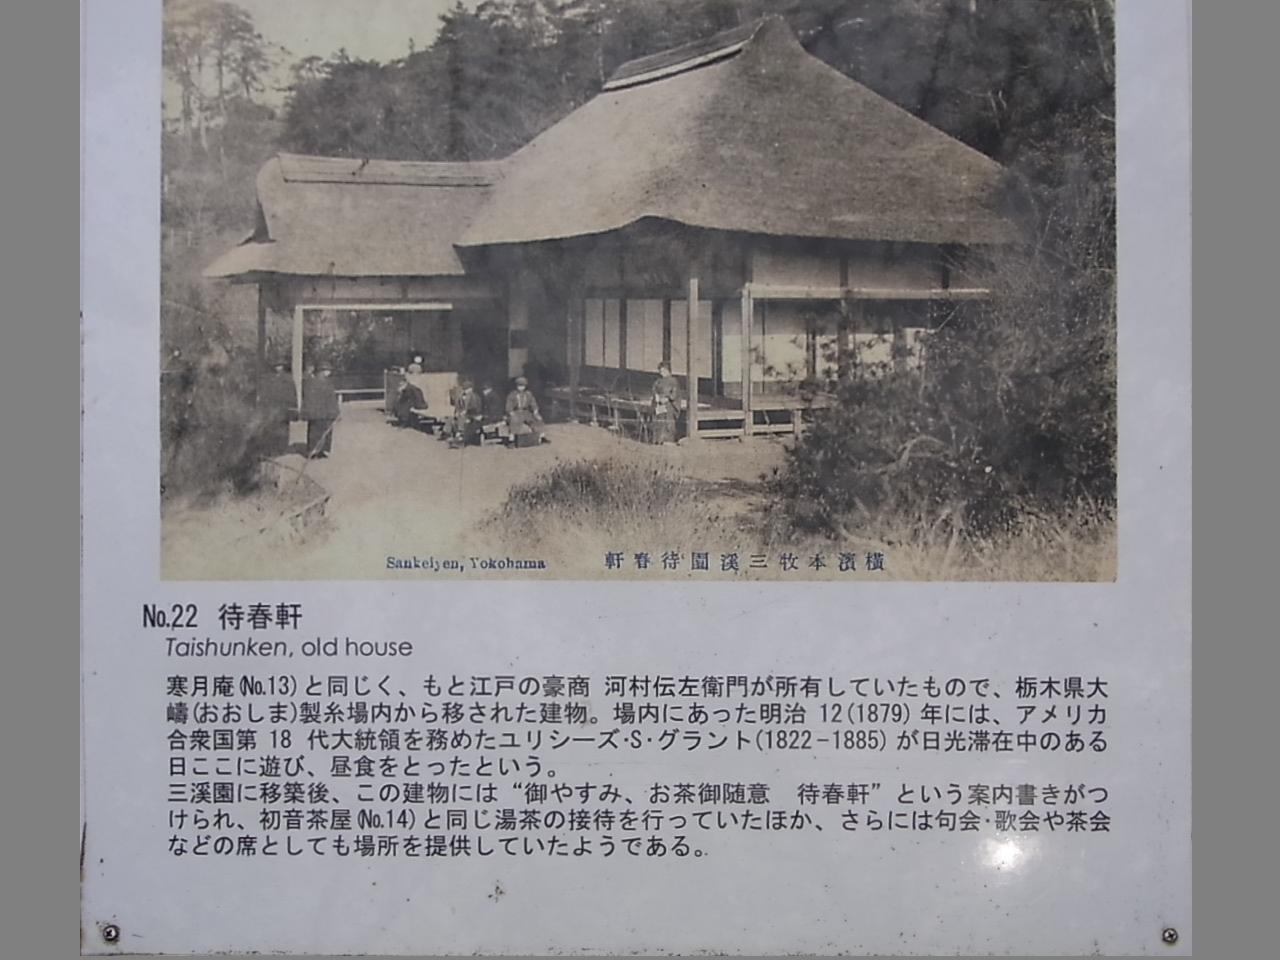 Sankeiyen, Yokohama
軒春待園溪三牧本濱橫
No.22 待春軒
Taishunken, old house
寒月庵(No.13)と同じく、もと江戸の豪商 河村伝左衛門が所有していたもので、栃木県大
嶹(おおしま)製糸場内から移された建物。場内にあった明治 12(1879) 年には、アメリカ
合衆国第 18 代大統領を務めたユリシーズ・S・グラント(1822-1885) が日光滞在中のある
日ここに遊び、昼食をとったという。
三溪園に移築後、この建物には“御やすみ、お茶御随意 待春軒”という案内書きがつ
けられ、初音茶屋(No.14)と同じ湯茶の接待を行っていたほか、さらには句会・歌会や茶会
などの席としても場所を提供していたようである。